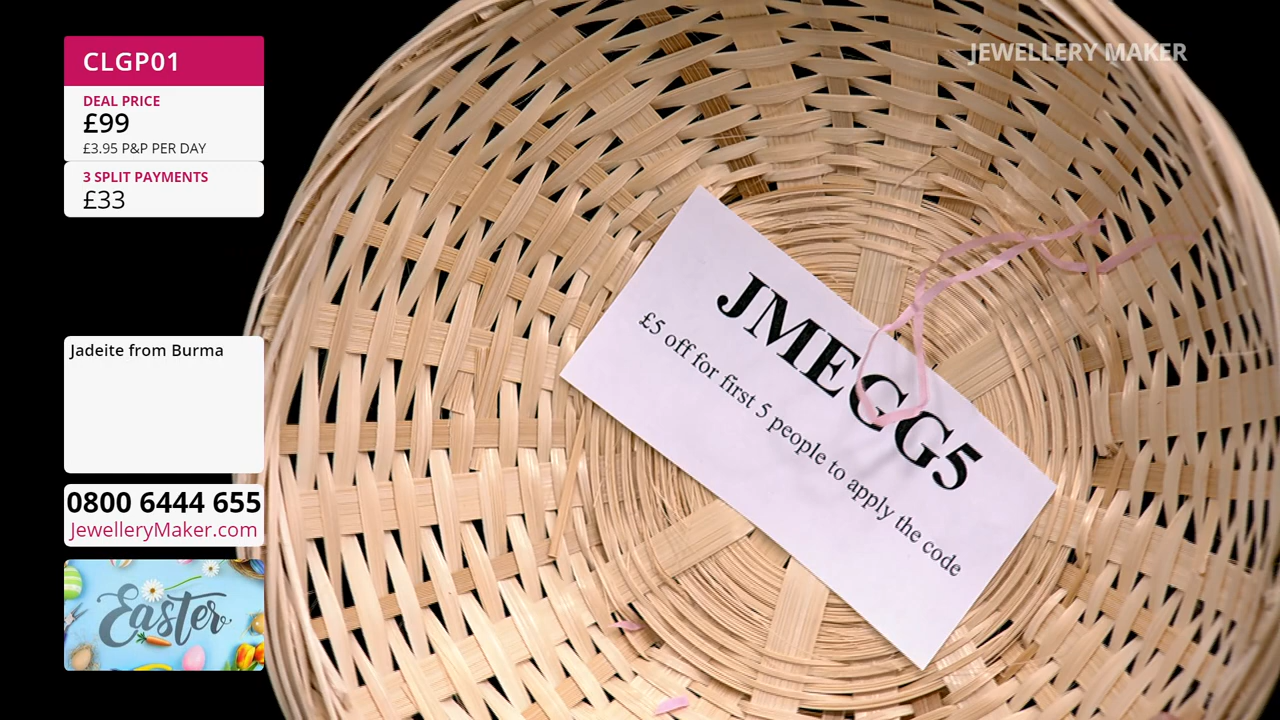 CLGP01
DEAL PRICE
£99
£3.95 P&P PER DAY
3 SPLIT PAYMENTS
£33
Jadeite from Burma
0800 6444 655
JewelleryMaker.com
Easter
JEWELLERY MAKER
JMEGG5
£5 off for first 5 people to apply the code